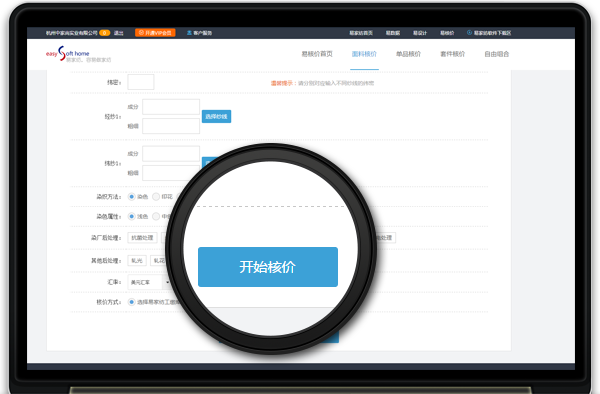 杭州中家尚实业有限公司 0 退出 开通VIP会员 客户服务 易家纺首页 易数据 易设计 易核价 易家纺软件下载区
easy Soft home 做家纺,就易做家纺 易核价首页 面料核价 单品核价 套件核价 自由组合
纬密: 重要提示:请分别对应输入不同纱线的纬密
成分
经纱1: 选择纱线
粗细
成分
纬纱1:
粗细
染织方法: 染色 印花
染色属性: 浅色
染厂后处理: 抗菌处理
其他后处理: 轧光 轧花
汇率: 美元汇率
核价方式: 选择易家纺工厂
开始核价